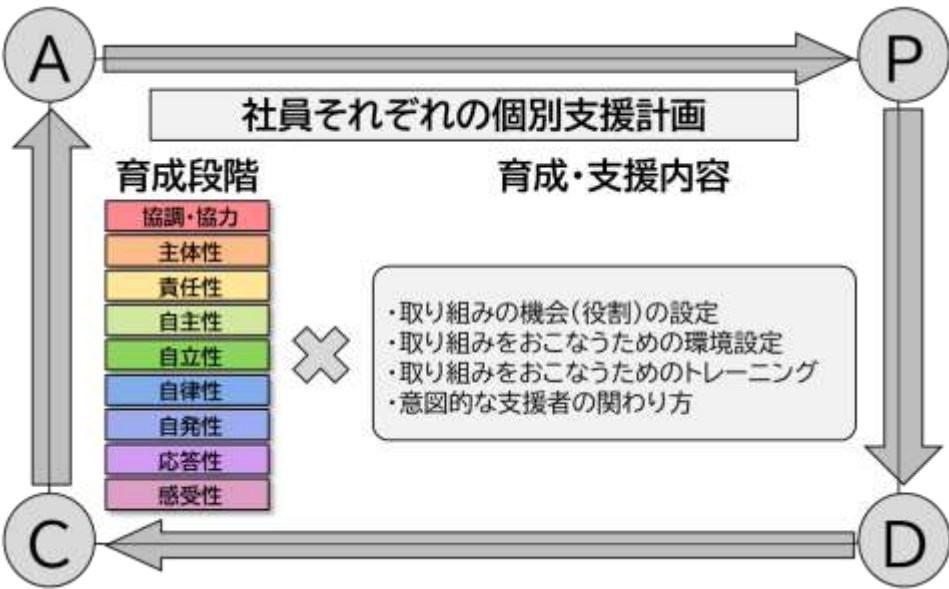 A
P
社員それぞれの個別支援計画
育成段階
育成・支援内容
協調・協力
主体性
責任性
自主性
自立性
自律性
自発性
応答性
感受性
・取り組みの機会(役割)の設定
・取り組みをおこなうための環境設定
・取り組みをおこなうためのトレーニング
・意図的な支援者の関わり方
C
D